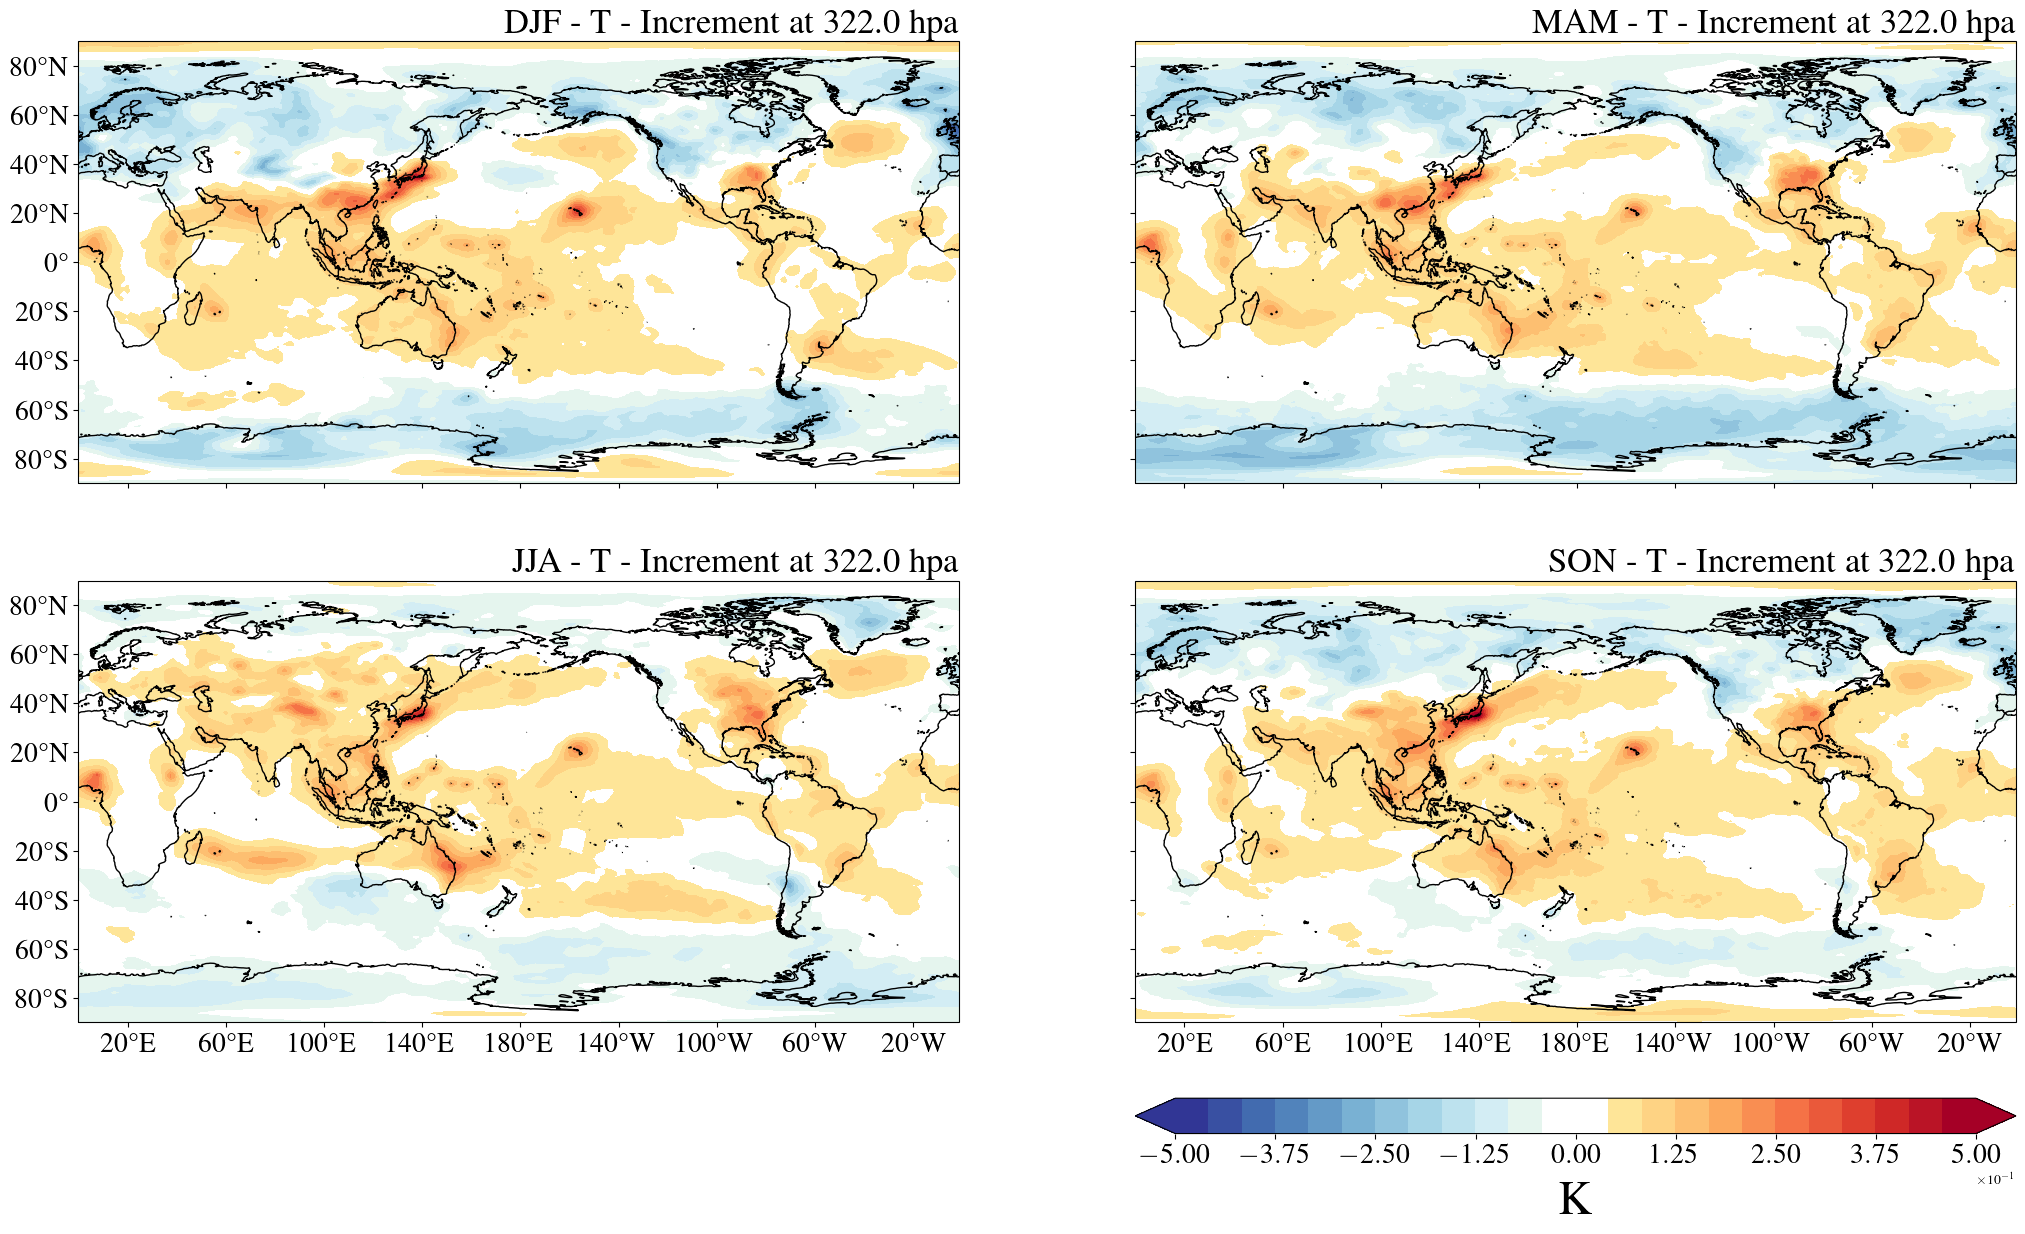 DJF - T - Increment at 322.0 hpa
MAM - T - Increment at 322.0 hpa
80°N
60°N
40°N
20°N
0°
20°S
40°S
60°S
80°S
JJA - T - Increment at 322.0 hpa
SON - T - Increment at 322.0 hpa
80°N
60°N
40°N
20°N
0°
20°S
40°S
60°S
80°S
20°E 60°E 100°E 140°E 180°E 140°W 100°W 60°W 20°W
20°E 60°E 100°E 140°E 180°E 140°W 100°W 60°W 20°W
−5.00 −3.75 −2.50 −1.25 0.00 1.25 2.50 3.75 5.00
×10⁻¹
K